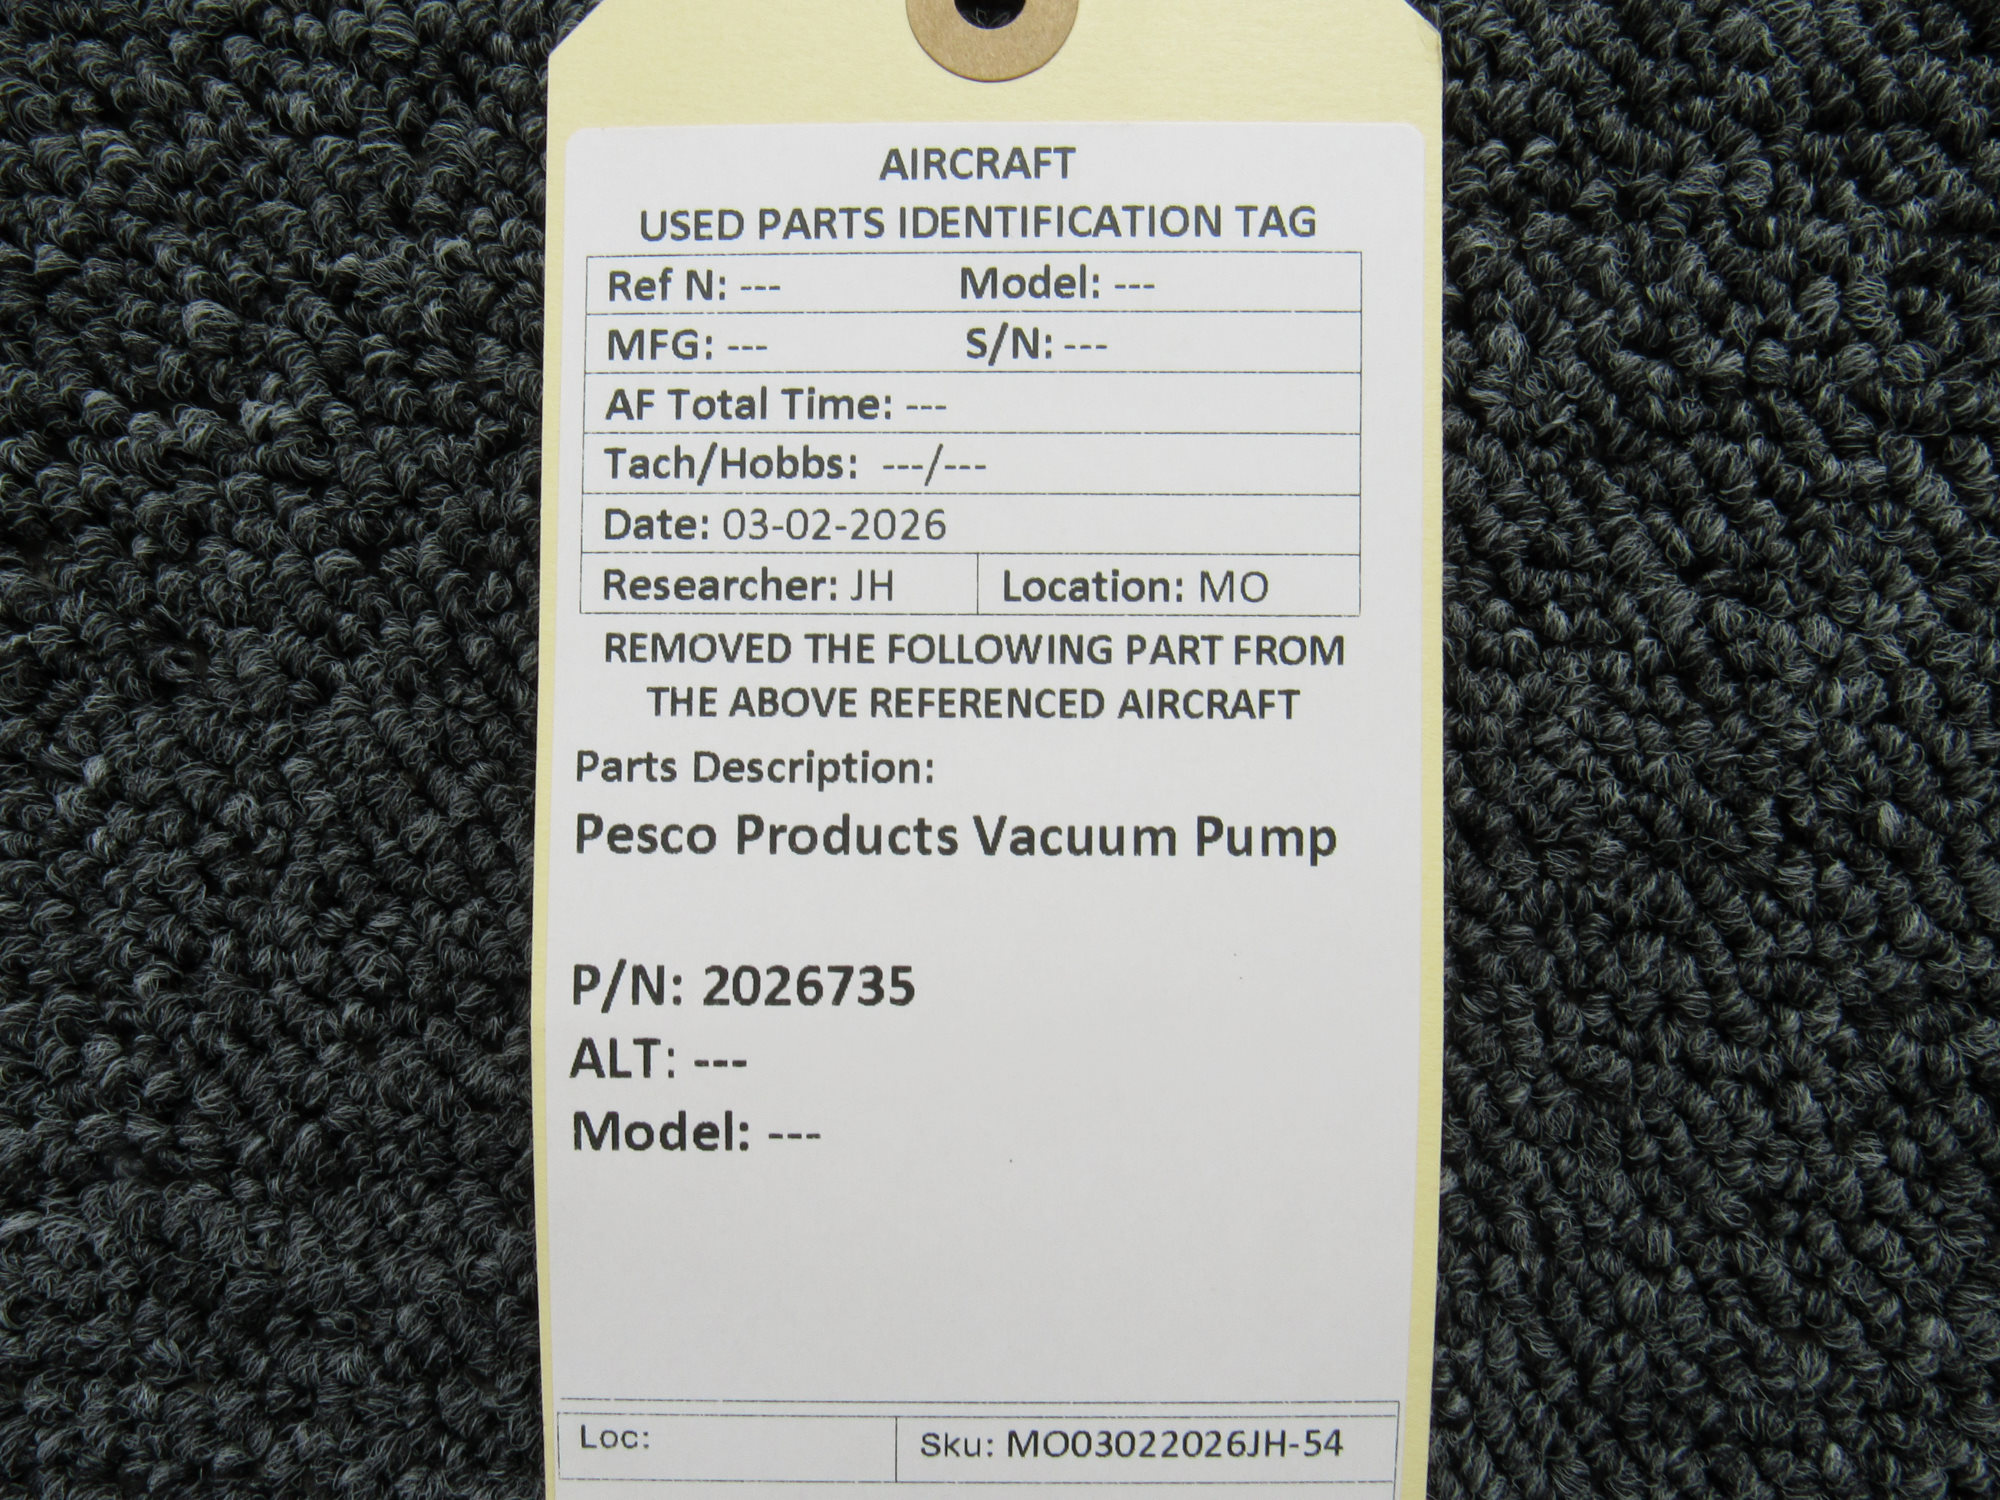 AIRCRAFT
USED PARTS IDENTIFICATION TAG
Ref N: --- Model: ---
MFG: --- S/N: ---
AF Total Time: ---
Tach/Hobbs: ---/---
Date: 03-02-2026
Researcher: JH Location: MO
REMOVED THE FOLLOWING PART FROM
THE ABOVE REFERENCED AIRCRAFT
Parts Description:
Pesco Products Vacuum Pump
P/N: 2026735
ALT: ---
Model: ---
Loc: Sku: MO03022026JH-54